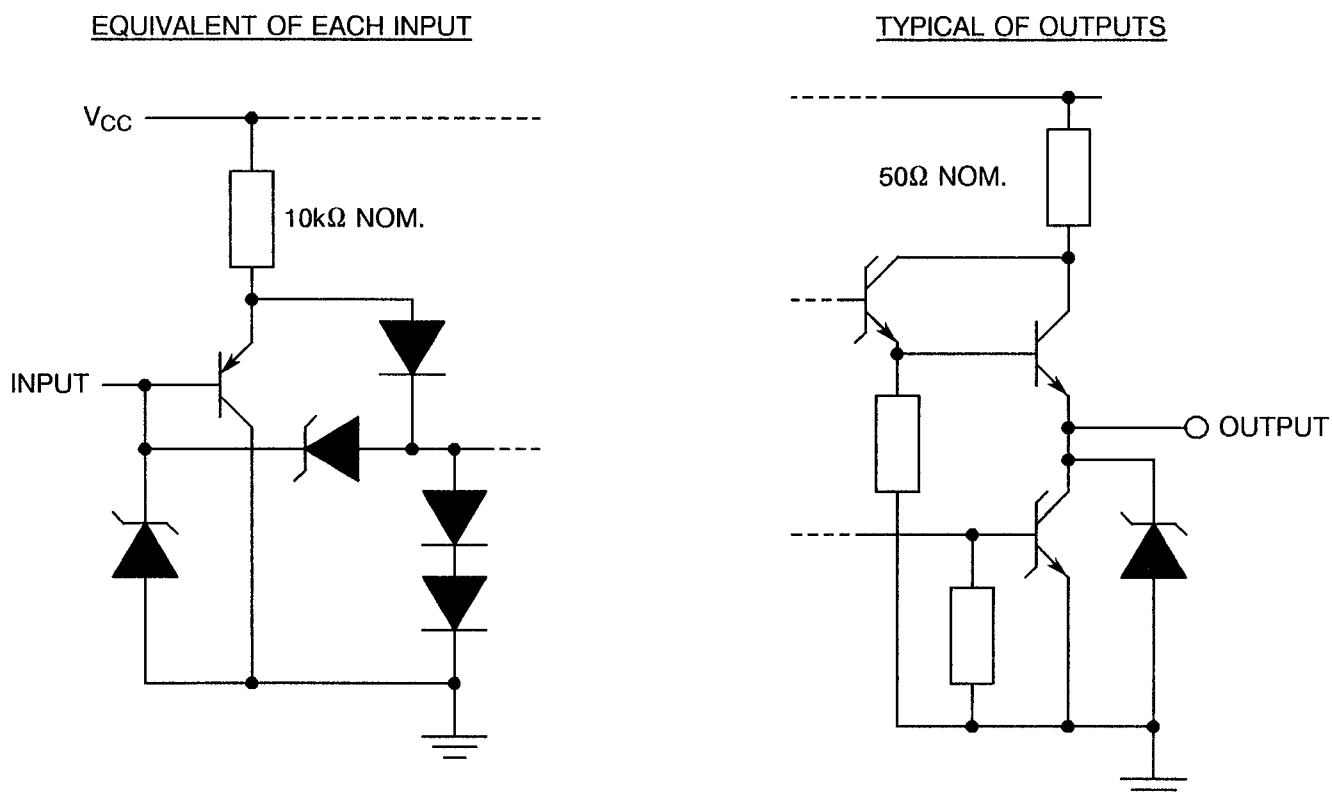 EQUIVALENT OF EACH INPUT
TYPICAL OF OUTPUTS
VCC
10kΩ NOM.
50Ω NOM.
INPUT
OUTPUT